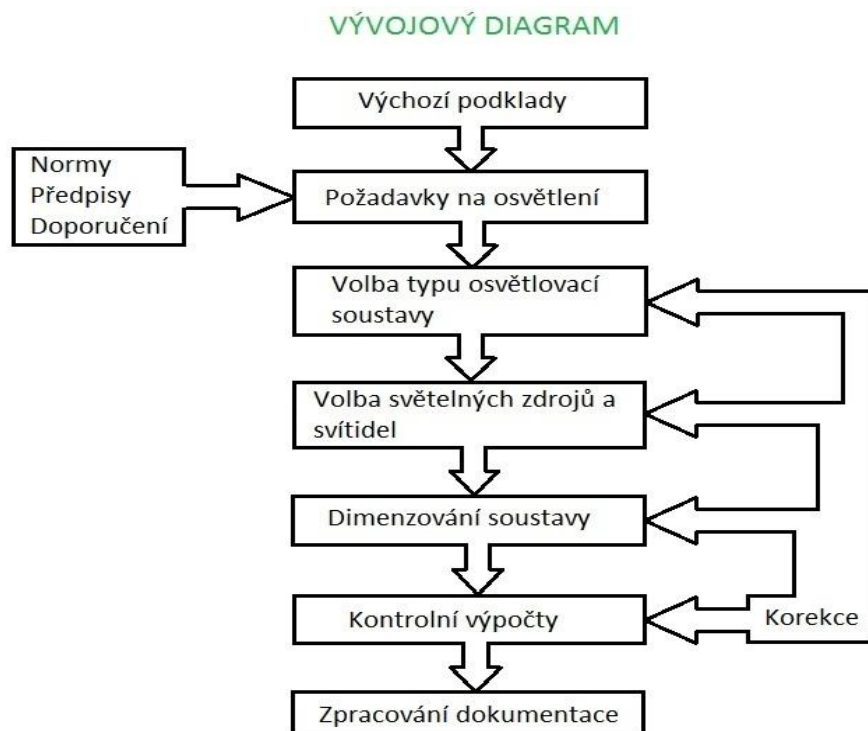 VÝVOJOVÝ DIAGRAM
Výchozí podklady
Normy
Předpisy
Doporučení
Požadavky na osvětlení
Volba typu osvětlovací
soustavy
Volba světelných zdrojů a
svítidel
Dimenzování soustavy
Kontrolní výpočty
Korekce
Zpracování dokumentace